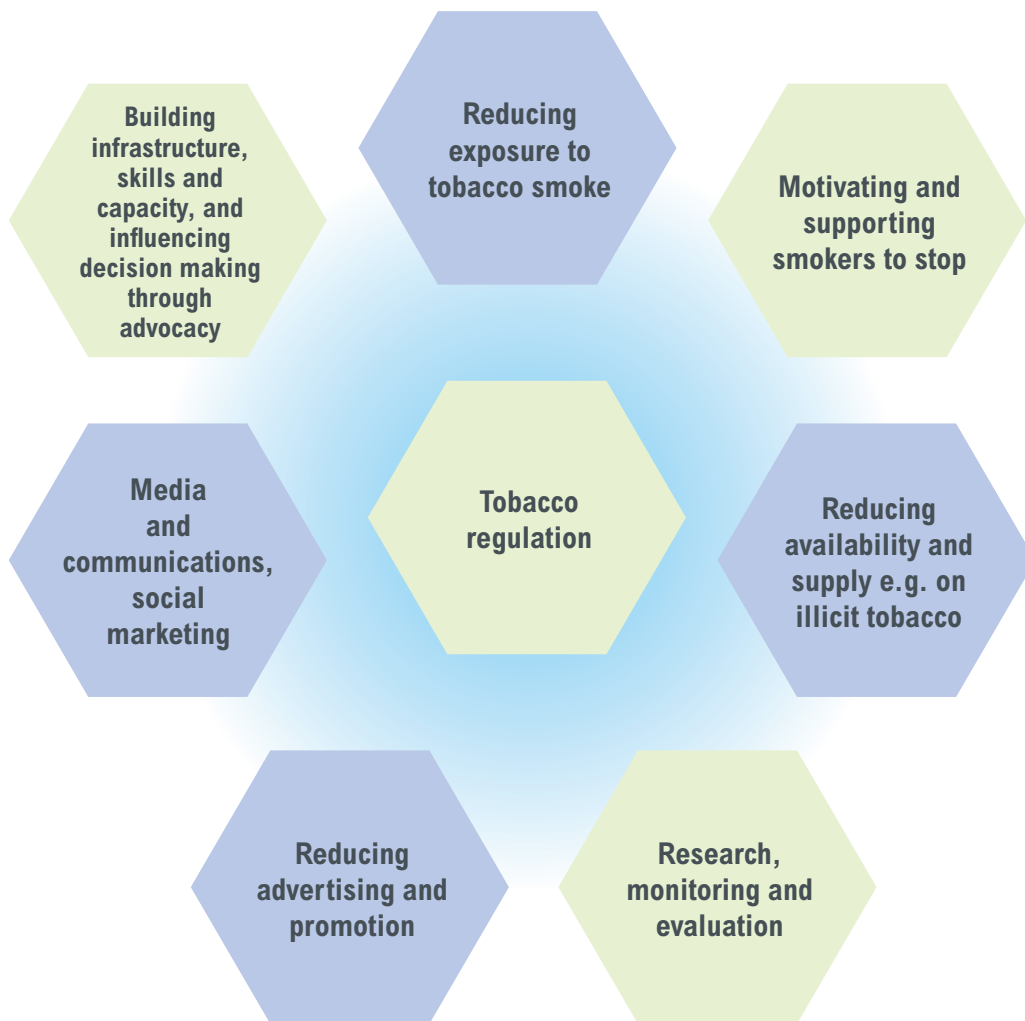 Building
infrastructure,
skills and
capacity, and
influencing
decision making
through
advocacy
Reducing
exposure to
tobacco smoke
Motivating and
supporting
smokers to stop
Media
and
communications,
social
marketing
Tobacco
regulation
Reducing
availability and
supply e.g. on
illicit tobacco
Reducing
advertising and
promotion
Research,
monitoring and
evaluation